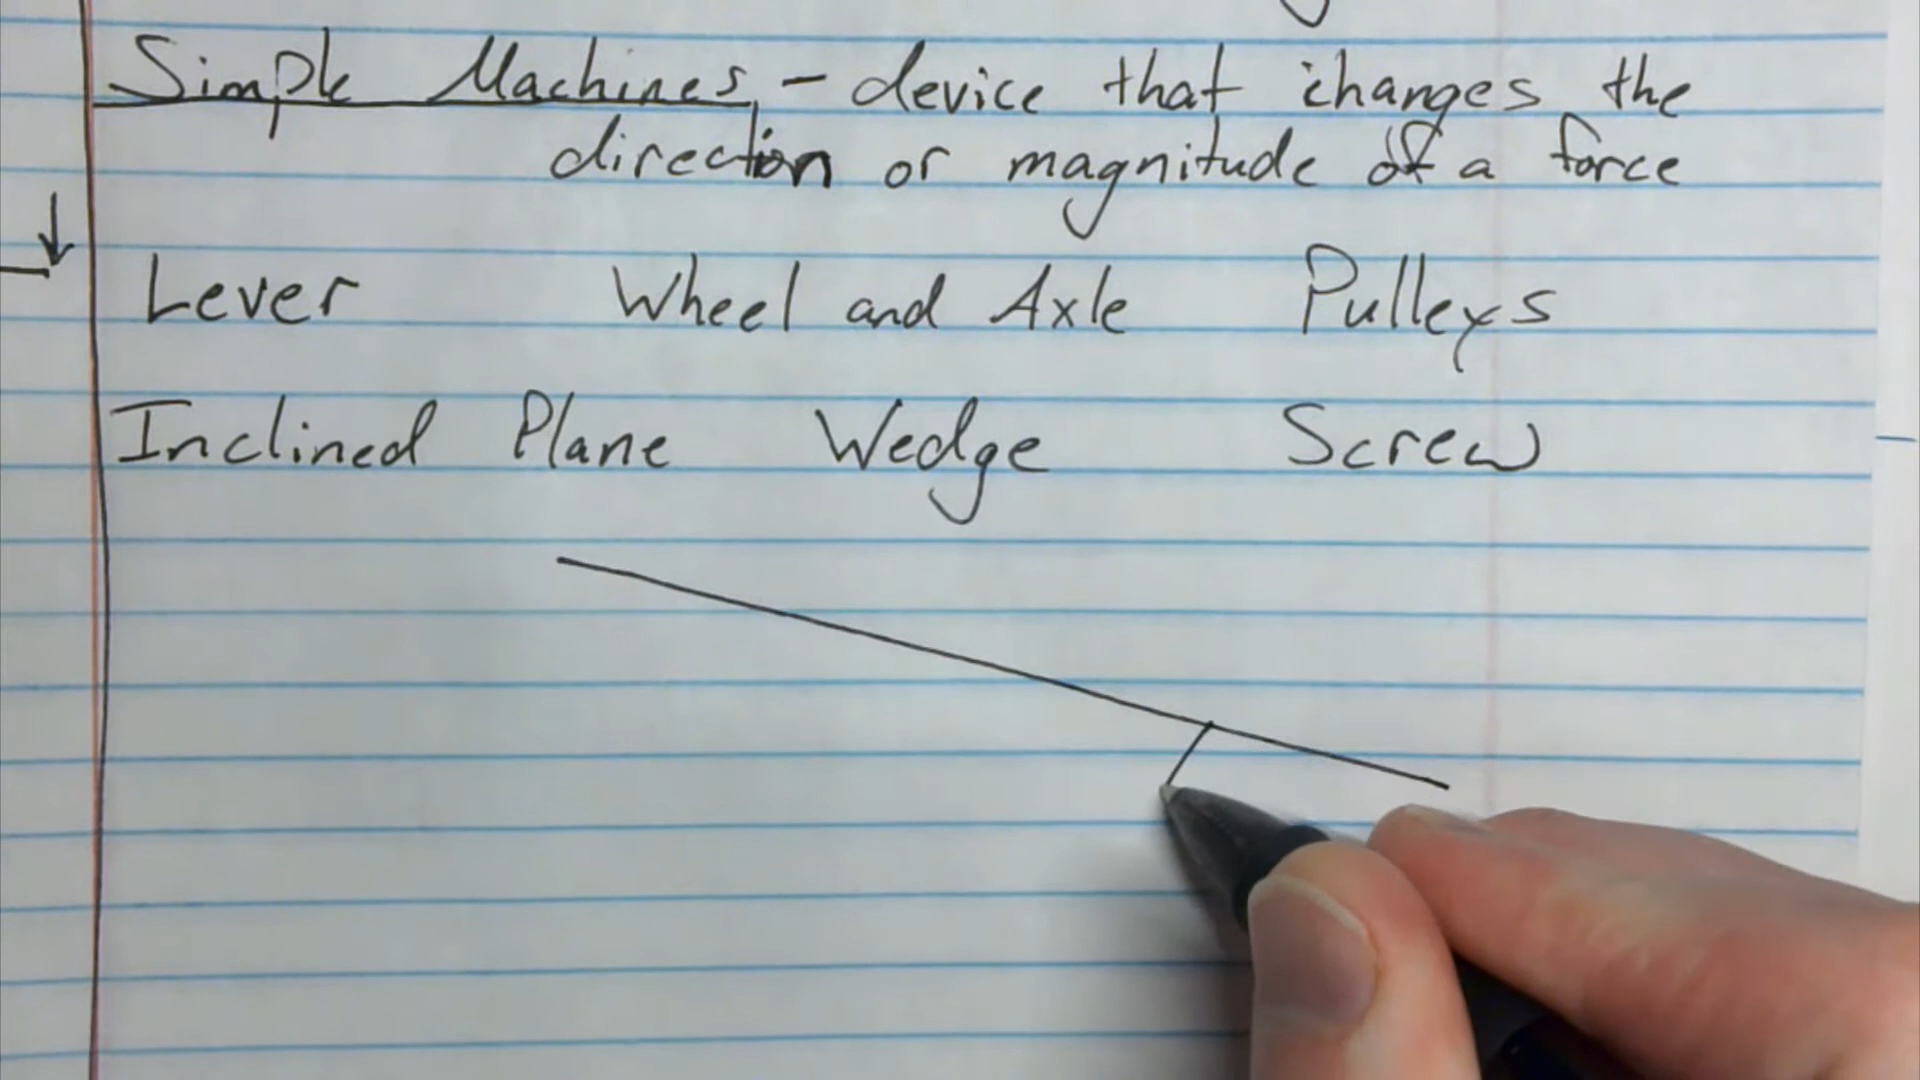 Simple Machines - device that changes the
direction or magnitude of a force
Lever Wheel and Axle Pulleys
Inclined Plane Wedge Screw